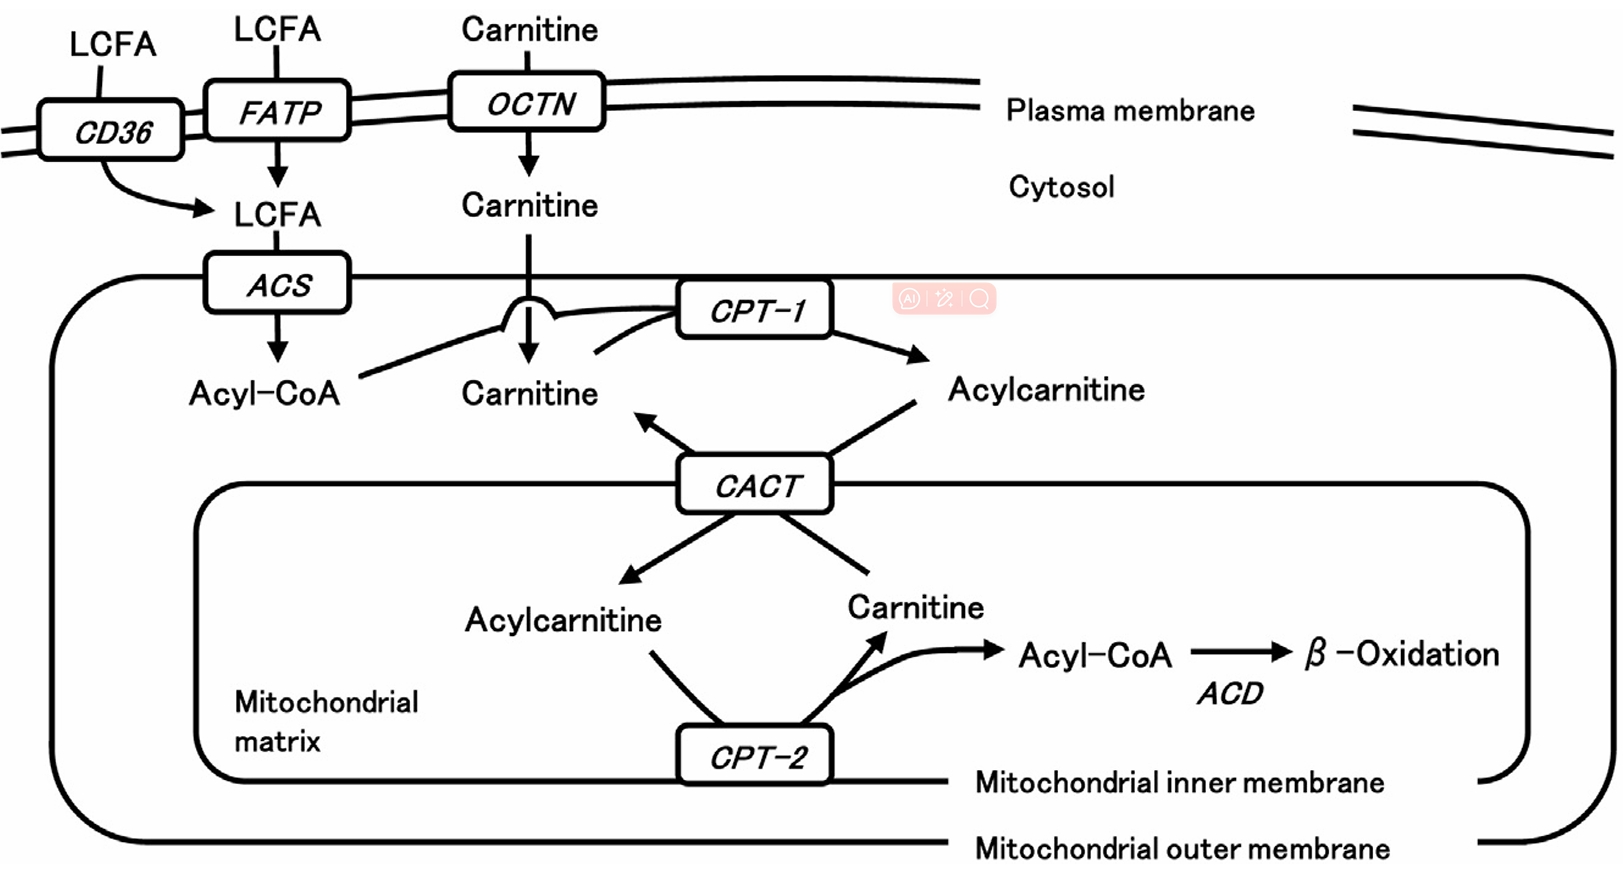 LCFA
LCFA
Carnitine
CD36
FATP
OCTN
Plasma membrane
Cytosol
LCFA
Carnitine
ACS
CPT-1
AI
Acyl-CoA
Carnitine
Acylcarnitine
CACT
Acylcarnitine
Carnitine
Acyl-CoA
β-Oxidation
ACD
Mitochondrial
matrix
CPT-2
Mitochondrial inner membrane
Mitochondrial outer membrane